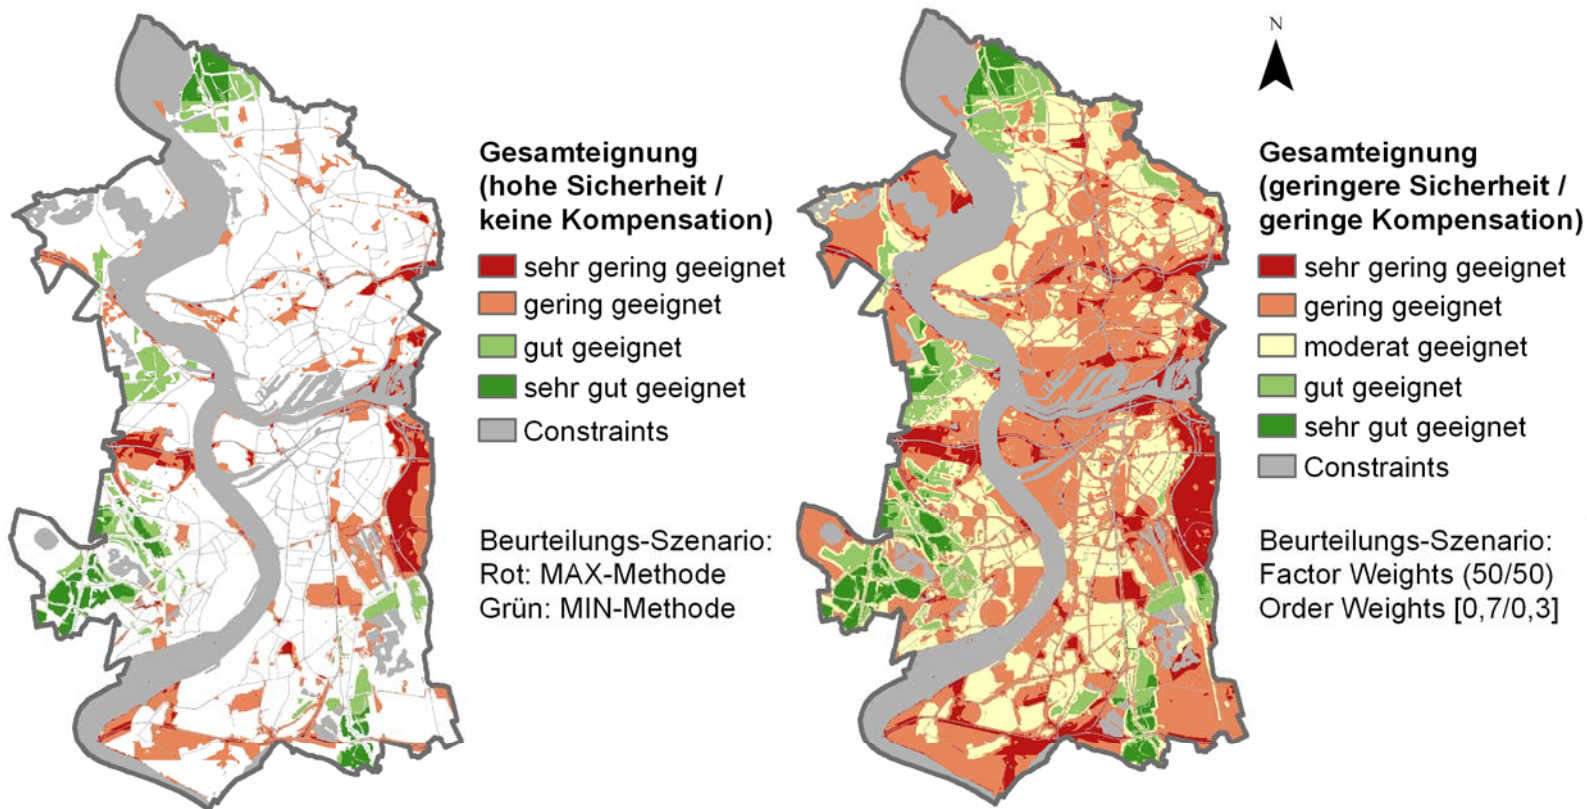 Gesamteignung
(hohe Sicherheit /
keine Kompensation)
sehr gering geeignet
gering geeignet
gut geeignet
sehr gut geeignet
Constraints
Beurteilungs-Szenario:
Rot: MAX-Methode
Grün: MIN-Methode
N
Gesamteignung
(geringere Sicherheit /
geringe Kompensation)
sehr gering geeignet
gering geeignet
moderat geeignet
gut geeignet
sehr gut geeignet
Constraints
Beurteilungs-Szenario:
Factor Weights (50/50)
Order Weights [0,7/0,3]